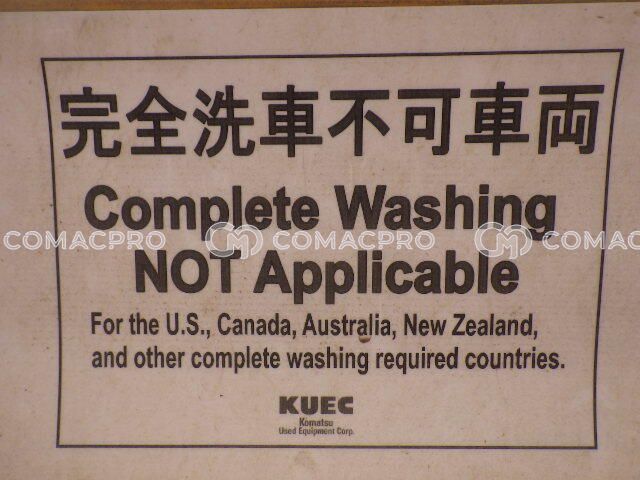 完全洗車不可車両
Complete Washing
COMACPRO COMACPRO COMACPRO
NOT Applicable
For the U.S., Canada, Australia, New Zealand,
and other complete washing required countries.
KUEC
Komatsu
Used Equipment Corp.